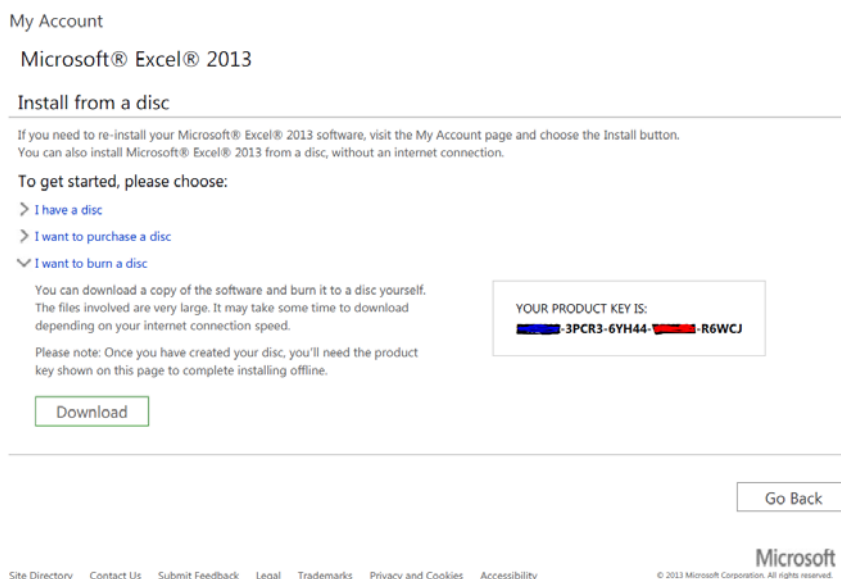 My Account
Microsoft® Excel® 2013
Install from a disc
If you need to re-install your Microsoft® Excel® 2013 software, visit the My Account page and choose the Install button.
You can also install Microsoft® Excel® 2013 from a disc, without an internet connection.
To get started, please choose:
I have a disc
I want to purchase a disc
I want to burn a disc
You can download a copy of the software and burn it to a disc yourself.
The files involved are very large. It may take some time to download
depending on your internet connection speed.
Please note: Once you have created your disc, you'll need the product
key shown on this page to complete installing offline.
YOUR PRODUCT KEY IS:
-3PCR3-6YH44- -R6WCJ
Download
Go Back
Microsoft
Site Directory Contact Us Submit Feedback Legal Trademarks Privacy and Cookies Accessibility
© 2013 Microsoft Corporation. All rights reserved.